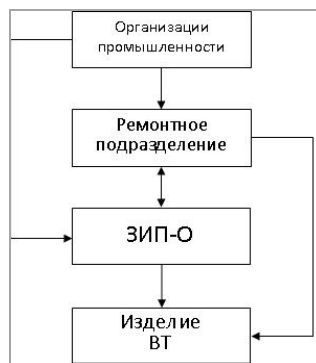 Организации
промышленности
Ремонтное
подразделение
ЗИП-О
Изделие
ВТ